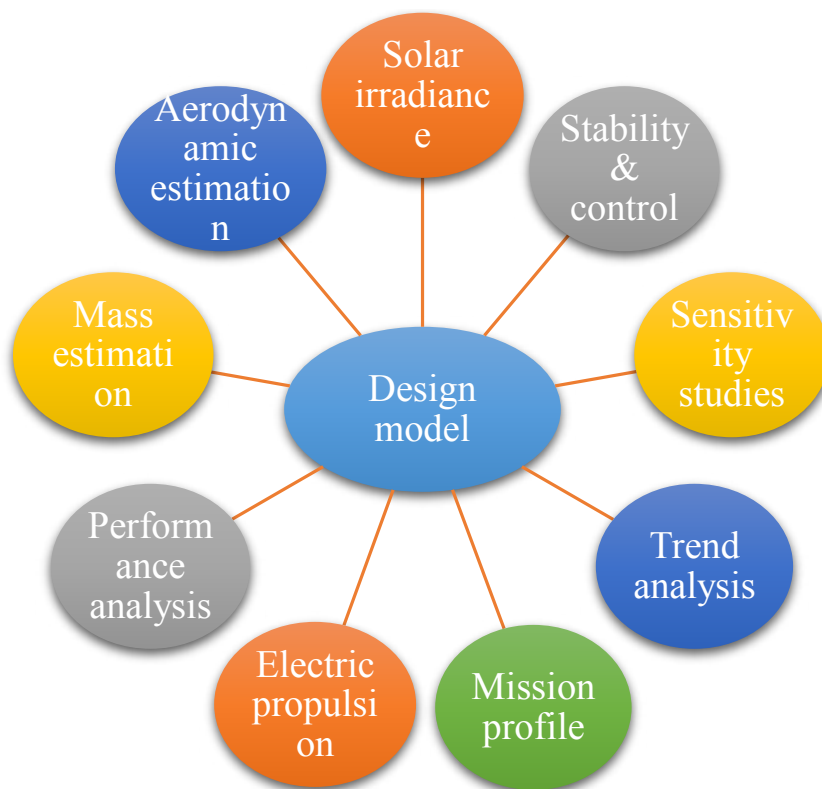 Solar
irradianc
e
Stability
&
control
Sensitiv
ity
studies
Trend
analysis
Mission
profile
Electric
propulsi
on
Perform
ance
analysis
Mass
estimati
on
Aerodyn
amic
estimatio
n
Design
model